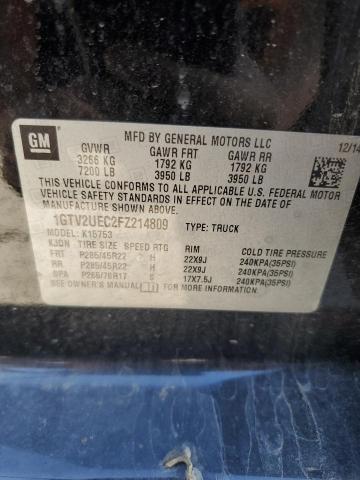 GM
MFD BY GENERAL MOTORS LLC 12/14
GVWR GAWR FRT GAWR RR
3266 KG 1792 KG 1792 KG
7200 LB 3950 LB 3950 LB
THIS VEHICLE CONFORMS TO ALL APPLICABLE U.S. FEDERAL MOTOR
VEHICLE SAFETY STANDARDS IN EFFECT ON THE DATE OF
MANUFACTURE SHOWN ABOVE.
1GTV2UEC2FZ214809 TYPE: TRUCK
MODEL: K15753
TIRE SIZE SPEED RTG RIM COLD TIRE PRESSURE
FRT P285/45R22 H 22X9J 240KPA(35PSI)
RR P285/45R22 H 22X9J 240KPA(35PSI)
SPA P265/70R17 S 17X7.5J 240KPA(35PSI)
SEE OWNER'S MANUAL FOR MORE INFORMATION.